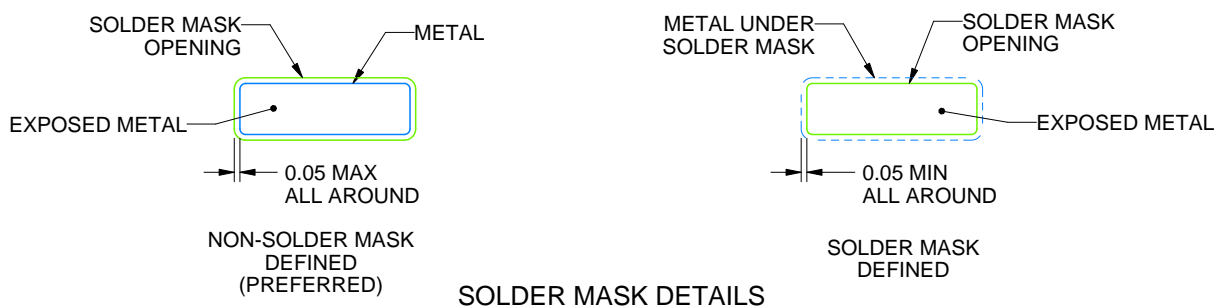 SOLDER MASK
OPENING
METAL
EXPOSED METAL
0.05 MAX
ALL AROUND
NON-SOLDER MASK
DEFINED
(PREFERRED)
METAL UNDER
SOLDER MASK
SOLDER MASK
OPENING
EXPOSED METAL
0.05 MIN
ALL AROUND
SOLDER MASK
DEFINED
SOLDER MASK DETAILS